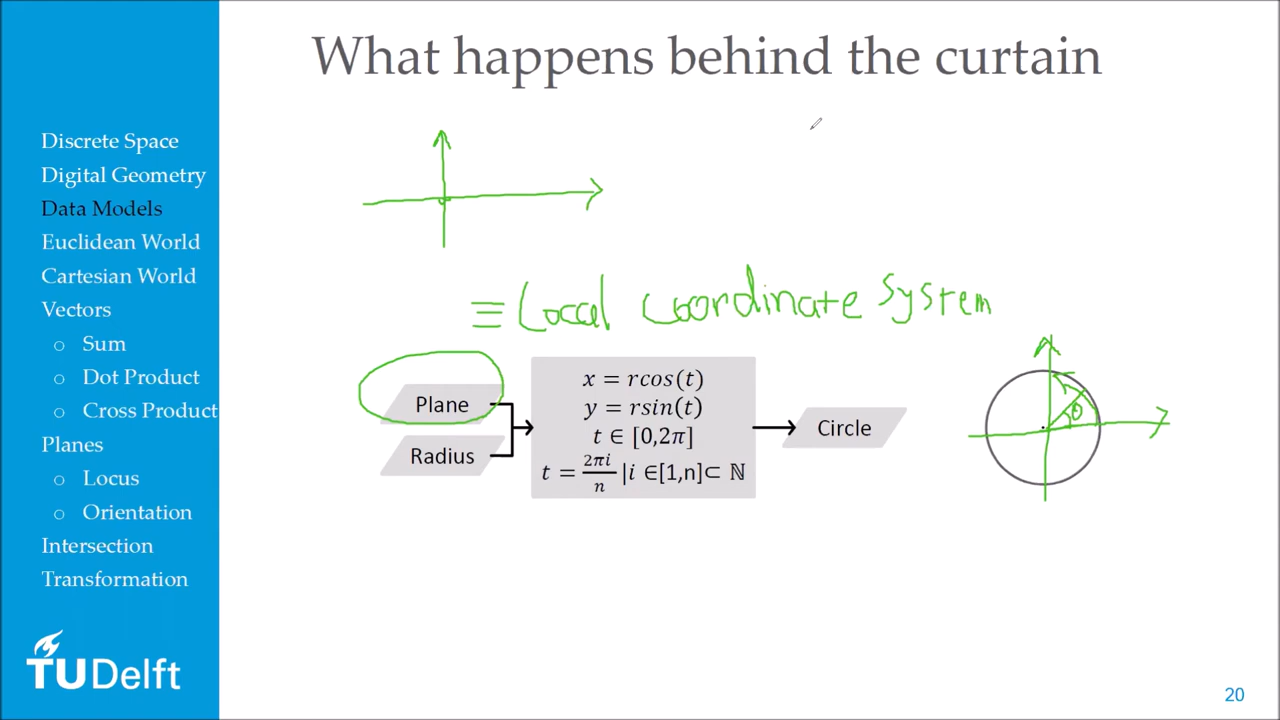 What happens behind the curtain
Discrete Space
Digital Geometry
Data Models
Euclidean World
Cartesian World
Vectors
○ Sum
○ Dot Product
○ Cross Product
Planes
○ Locus
○ Orientation
Intersection
Transformation
TU Delft
≡ Local Coordinate System
Plane
Radius
x = rcos(t)
y = rsin(t)
t ∈ [0,2π]
t = 2πi/n |i ∈[1,n]⊂ ℕ
Circle
θ
20